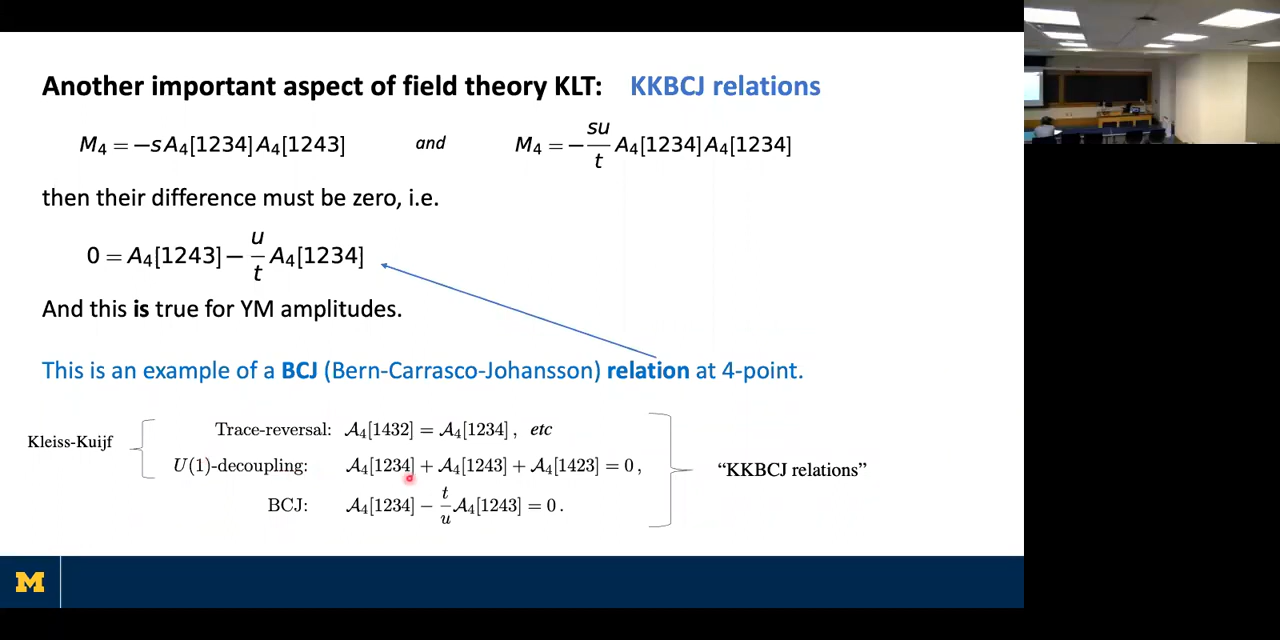 Another important aspect of field theory KLT: KKBCJ relations
M₄ = −sA₄[1234]A₄[1243] and M₄ = −\frac{su}{t}A₄[1234]A₄[1234]
then their difference must be zero, i.e.
0 = A₄[1243] − \frac{u}{t}A₄[1234]
And this is true for YM amplitudes.
This is an example of a BCJ (Bern-Carrasco-Johansson) relation at 4-point.
Kleiss-Kuijf
Trace-reversal: 𝒜₄[1432] = 𝒜₄[1234] , etc
U(1)-decoupling: 𝒜₄[1234] + 𝒜₄[1243] + 𝒜₄[1423] = 0 ,
BCJ: 𝒜₄[1234] − \frac{t}{u}𝒜₄[1243] = 0 .
“KKBCJ relations”
M